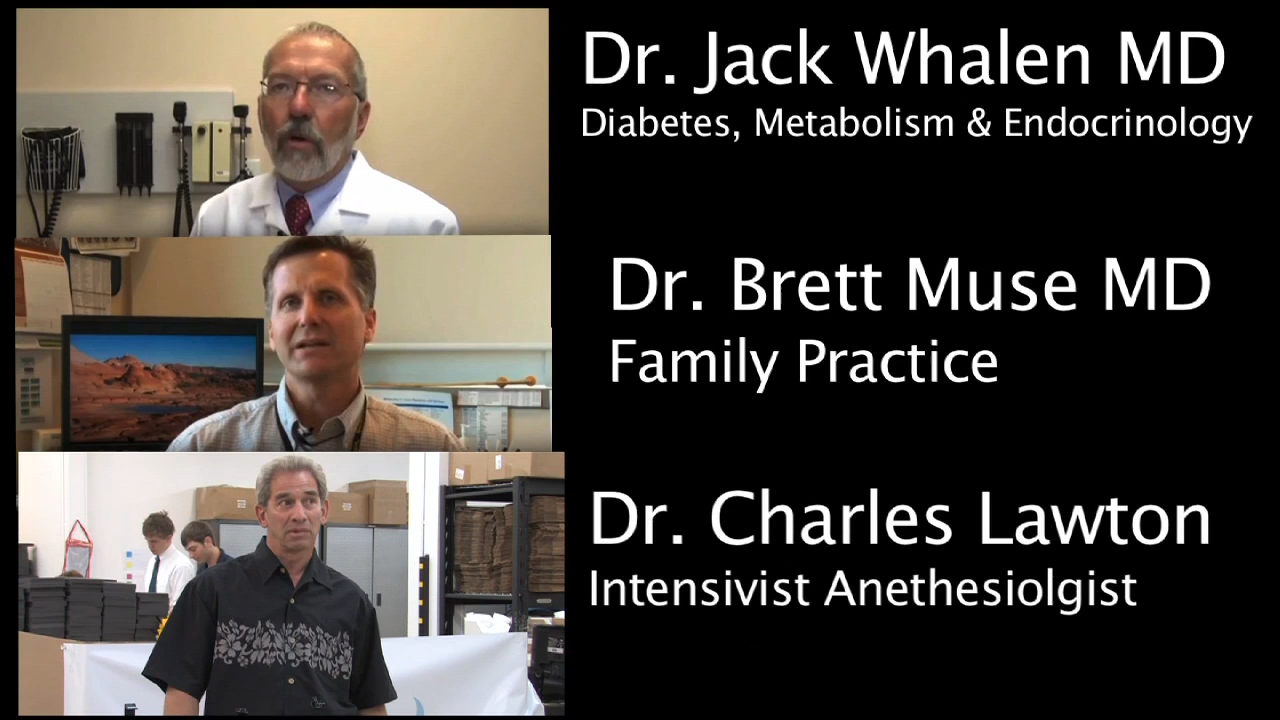 Dr. Jack Whalen MD
Diabetes, Metabolism & Endocrinology
Dr. Brett Muse MD
Family Practice
Dr. Charles Lawton
Intensivist Anethesiolgist